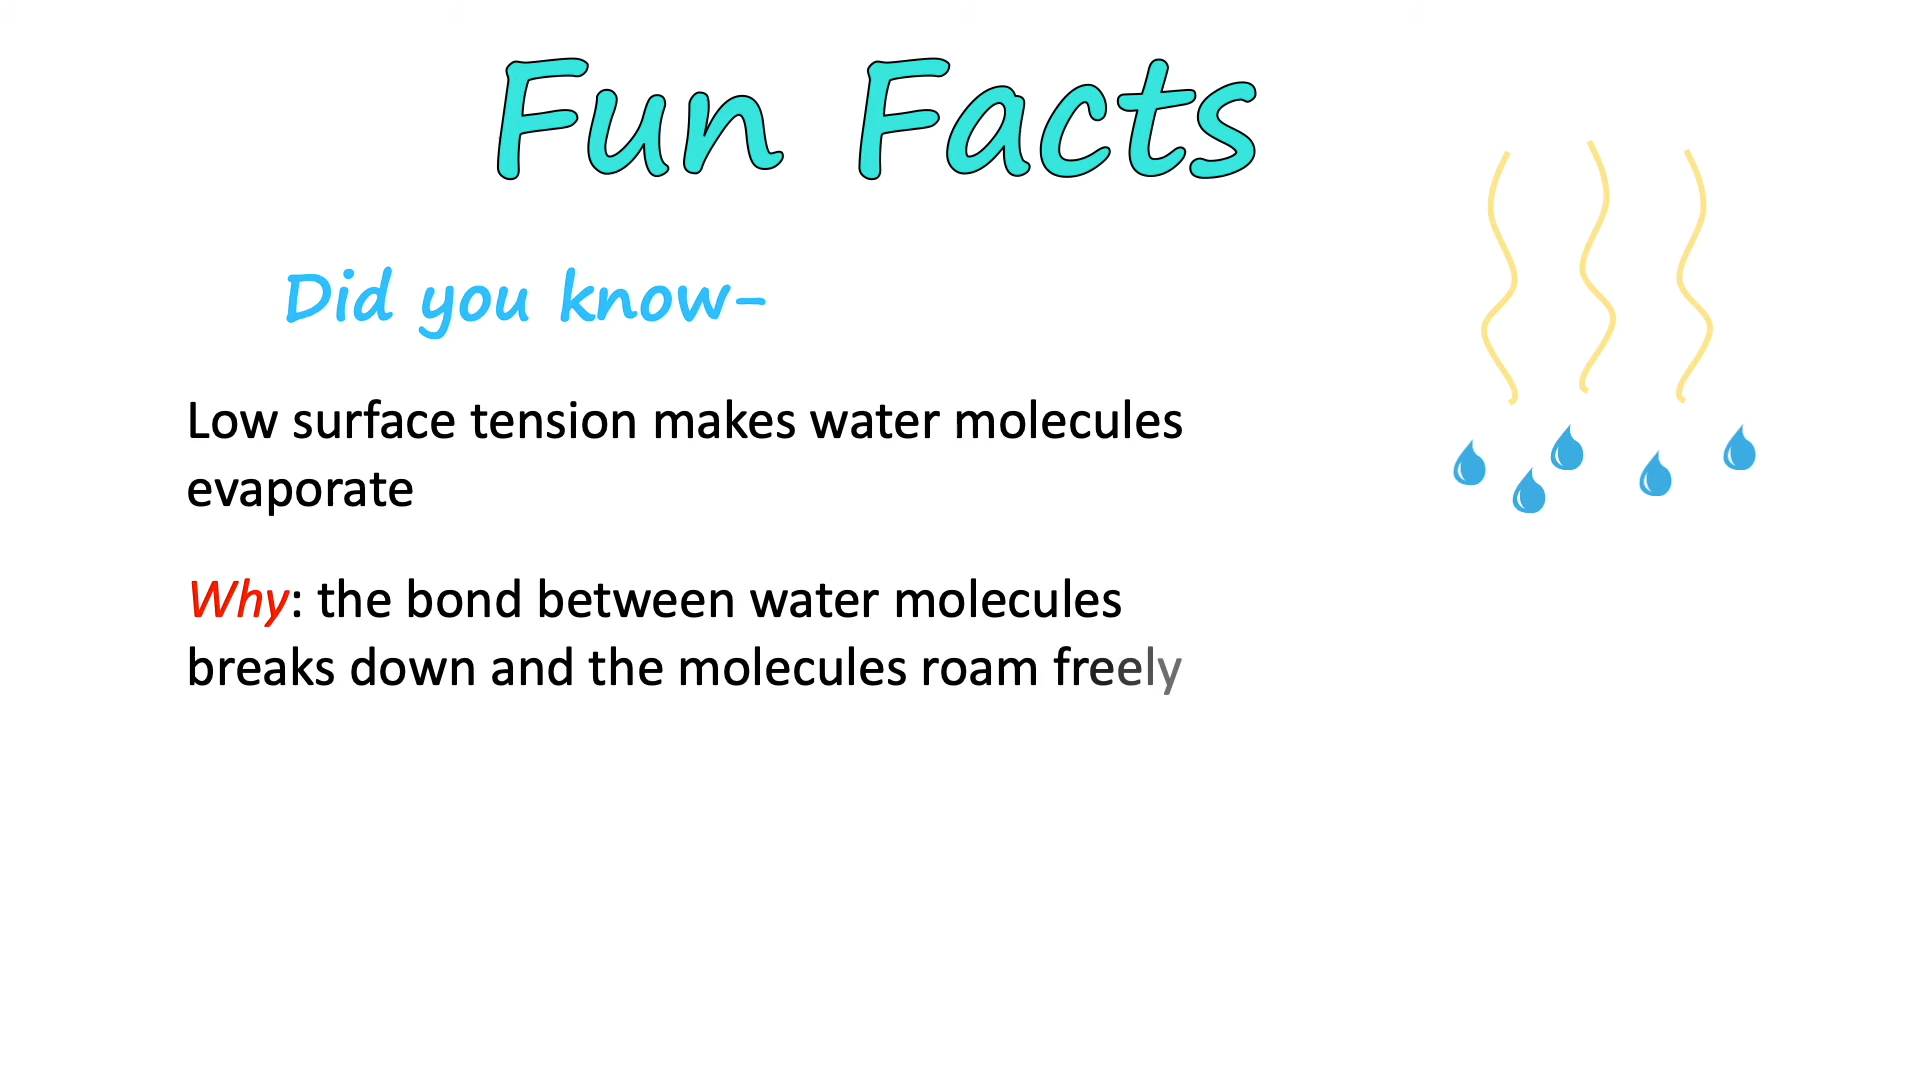 Fun Facts
Did you know-
Low surface tension makes water molecules
evaporate
Why: the bond between water molecules
breaks down and the molecules roam freely